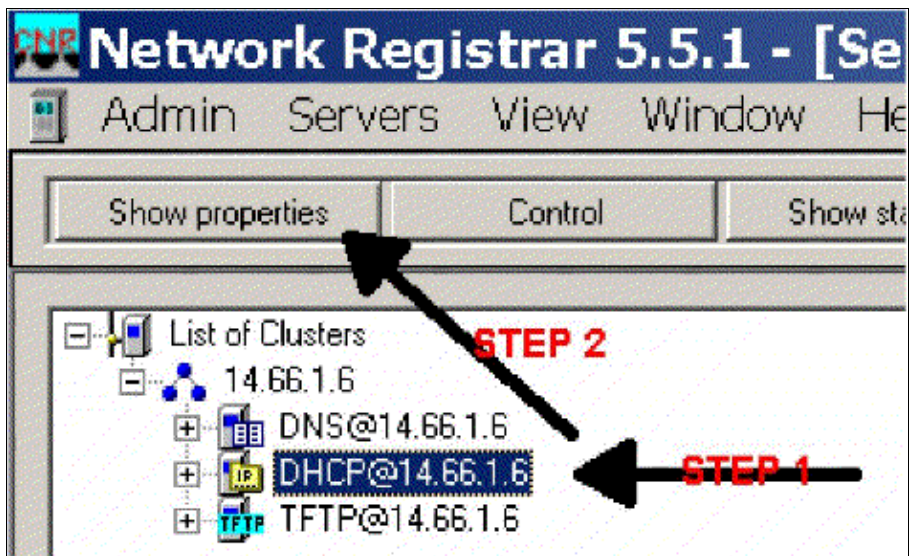 CNR Network Registrar 5.5.1 - [Se
Admin Servers View Window He
Show properties Control Show sta
List of Clusters
STEP 2
14.66.1.6
DNS@14.66.1.6
DHCP@14.66.1.6
STEP 1
TFTP TFTP@14.66.1.6